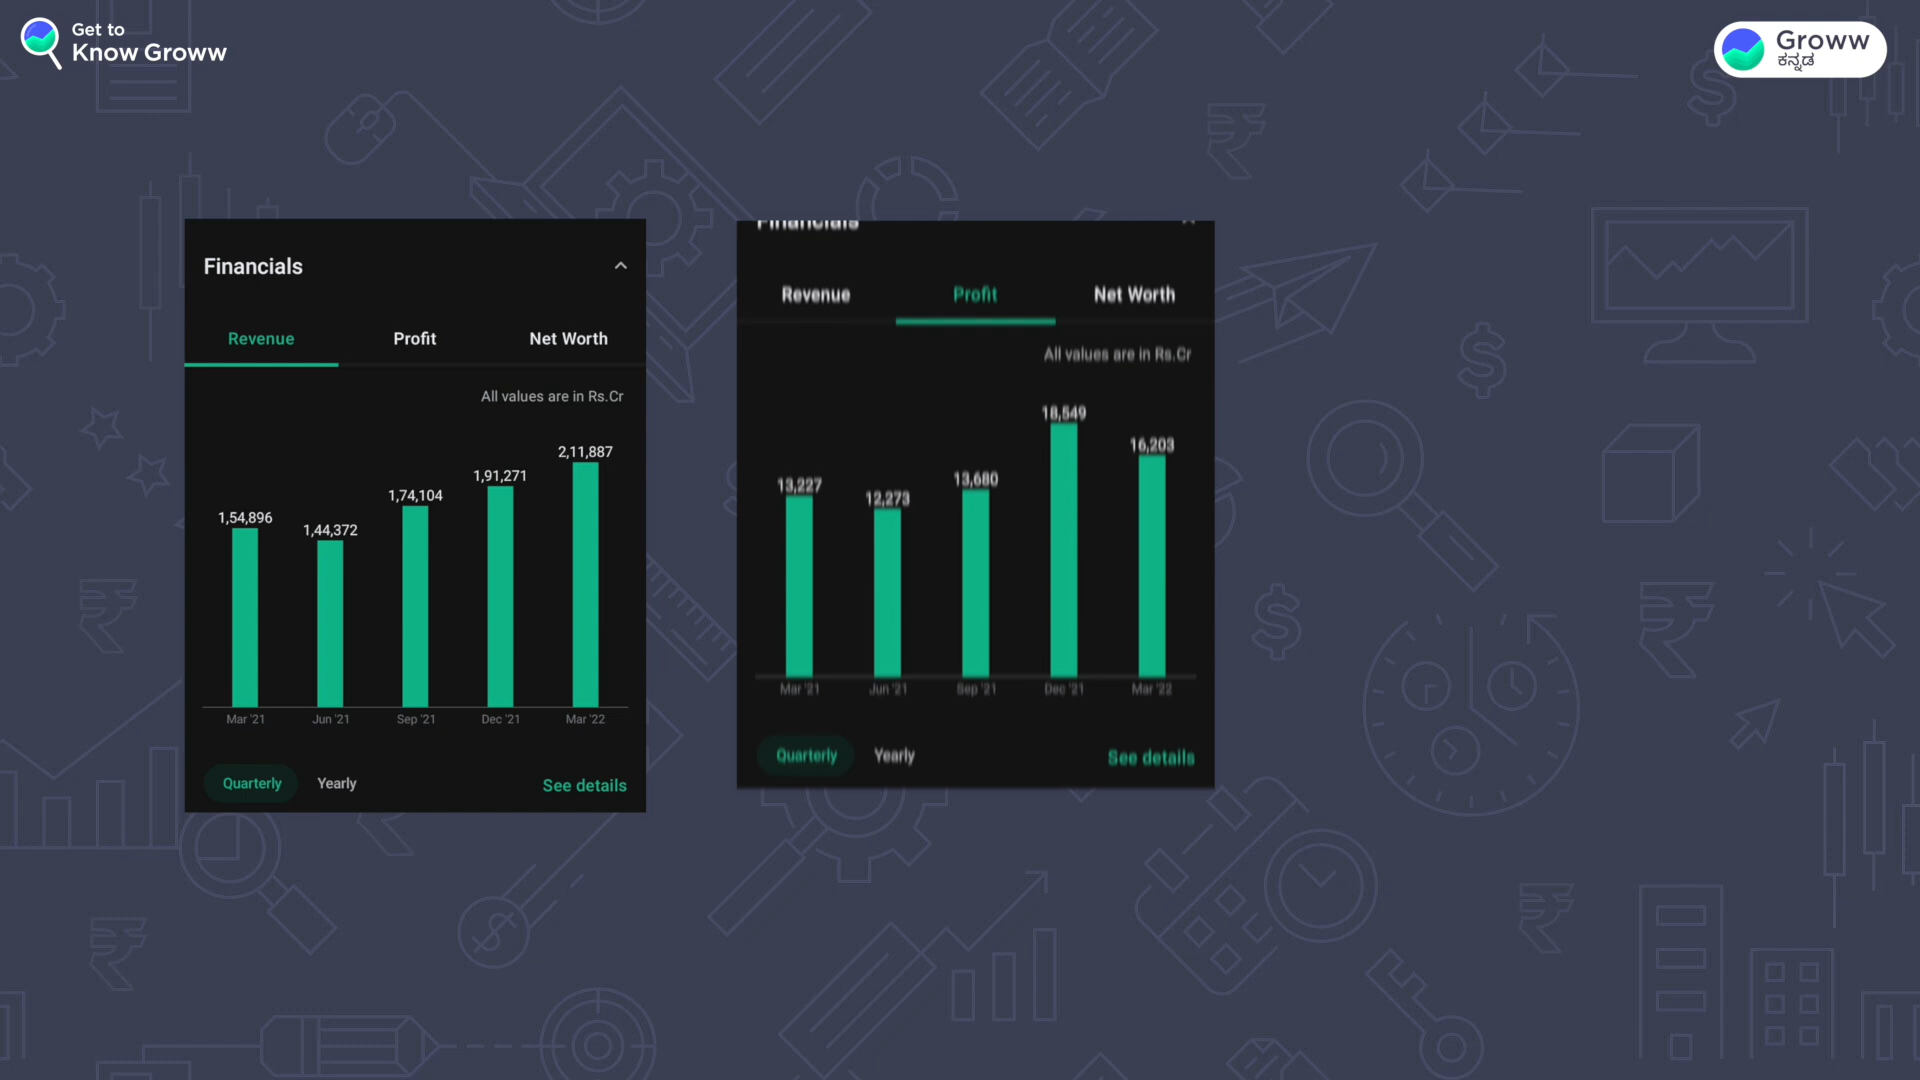 Get to
Know Groww
Groww
ಕನ್ನಡ
Financials
Revenue
Profit
Net Worth
All values are in Rs.Cr
1,54,896
1,44,372
1,74,104
1,91,271
2,11,887
Mar '21
Jun '21
Sep '21
Dec '21
Mar '22
Quarterly
Yearly
See details
Financials
Revenue
Profit
Net Worth
All values are in Rs.Cr
13,227
12,273
13,680
18,549
16,203
Mar '21
Jun '21
Sep '21
Dec '21
Mar '22
Quarterly
Yearly
See details